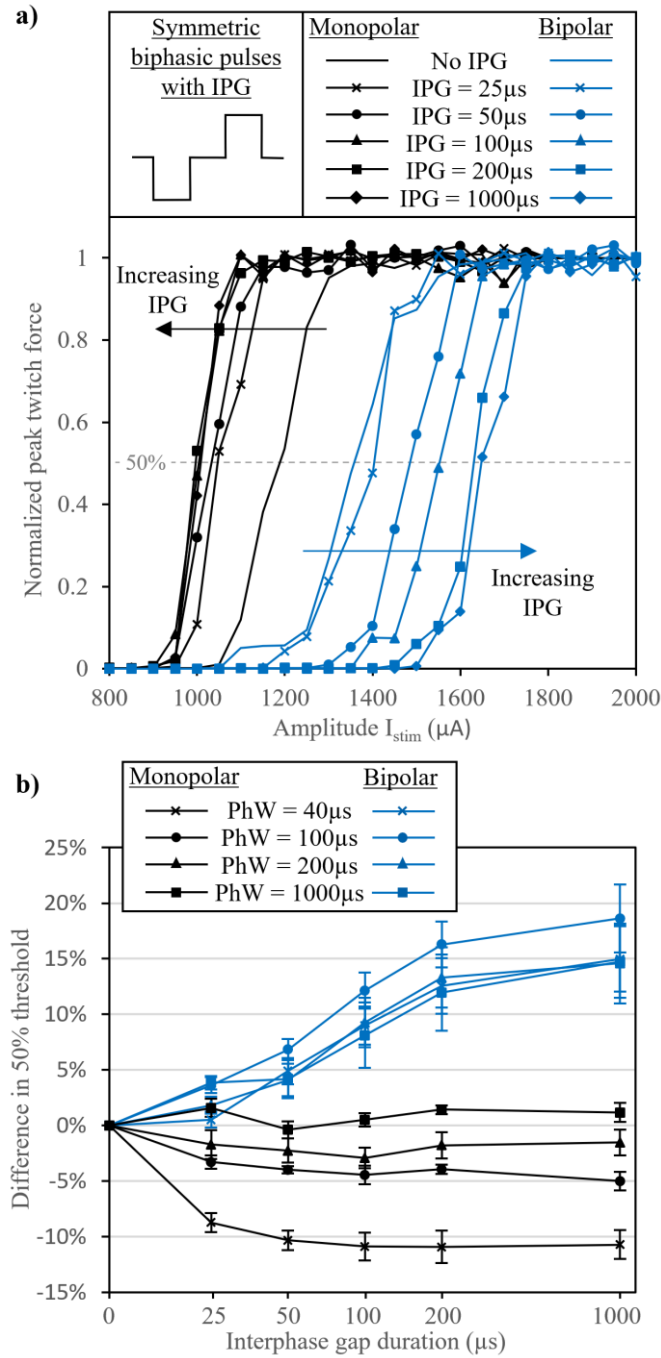 a)
Symmetric
biphasic pulses
with IPG
Monopolar Bipolar
No IPG
IPG = 25µs
IPG = 50µs
IPG = 100µs
IPG = 200µs
IPG = 1000µs
Normalized peak twitch force
1
0.8
0.6
0.4
0.2
0
Increasing
IPG
50%
Increasing
IPG
800 1000 1200 1400 1600 1800 2000
Amplitude Istim (µA)
b)
Monopolar Bipolar
PhW = 40µs
PhW = 100µs
PhW = 200µs
PhW = 1000µs
Difference in 50% threshold
25%
20%
15%
10%
5%
0%
-5%
-10%
-15%
0 25 50 100 200 1000
Interphase gap duration (µs)